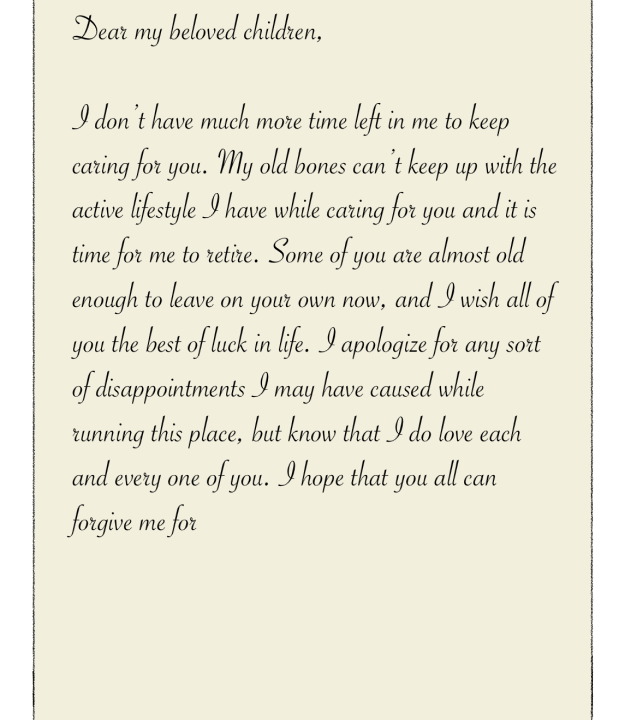 Dear my beloved children,
I don't have much more time left in me to keep
caring for you. My old bones can't keep up with the
active lifestyle I have while caring for you and it is
time for me to retire. Some of you are almost old
enough to leave on your own now, and I wish all of
you the best of luck in life. I apologize for any sort
of disappointments I may have caused while
running this place, but know that I do love each
and every one of you. I hope that you all can
forgive me for